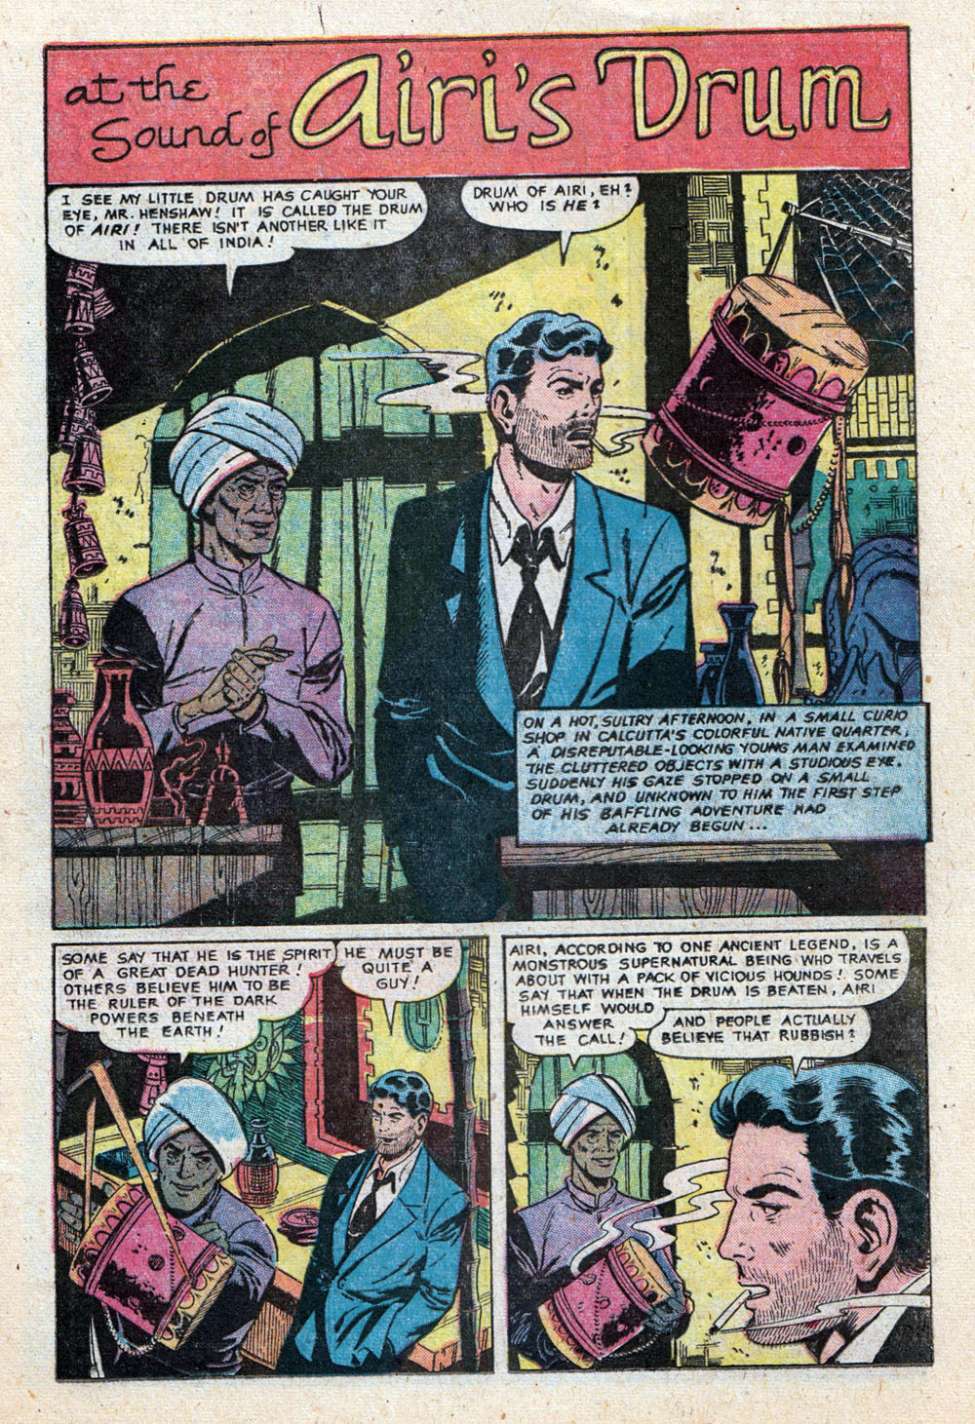 at the
Sound of Airi's Drum
I SEE MY LITTLE DRUM HAS CAUGHT YOUR
EYE, MR. HENSHAW! IT IS CALLED THE DRUM
OF AIRI! THERE ISN'T ANOTHER LIKE IT
IN ALL OF INDIA!
DRUM OF AIRI, EH?
WHO IS HE?
ON A HOT, SULTRY AFTERNOON, IN A SMALL CURIO
SHOP IN CALCUTTA'S COLORFUL NATIVE QUARTER,
A DISREPUTABLE-LOOKING YOUNG MAN EXAMINED
THE CLUTTERED OBJECTS WITH A STUDIOUS EYE.
SUDDENLY HIS GAZE STOPPED ON A SMALL
DRUM, AND UNKNOWN TO HIM THE FIRST STEP
OF HIS BAFFLING ADVENTURE HAD
ALREADY BEGUN...
SOME SAY THAT HE IS THE SPIRIT
OF A GREAT DEAD HUNTER!
OTHERS BELIEVE HIM TO BE
THE RULER OF THE DARK
POWERS BENEATH
THE EARTH!
HE MUST BE
QUITE A
GUY!
AIRI, ACCORDING TO ONE ANCIENT LEGEND, IS A
MONSTROUS SUPERNATURAL BEING WHO TRAVELS
ABOUT WITH A PACK OF VICIOUS HOUNDS! SOME
SAY THAT WHEN THE DRUM IS BEATEN, AIRI
HIMSELF WOULD
ANSWER
THE CALL!
AND PEOPLE ACTUALLY
BELIEVE THAT RUBBISH?